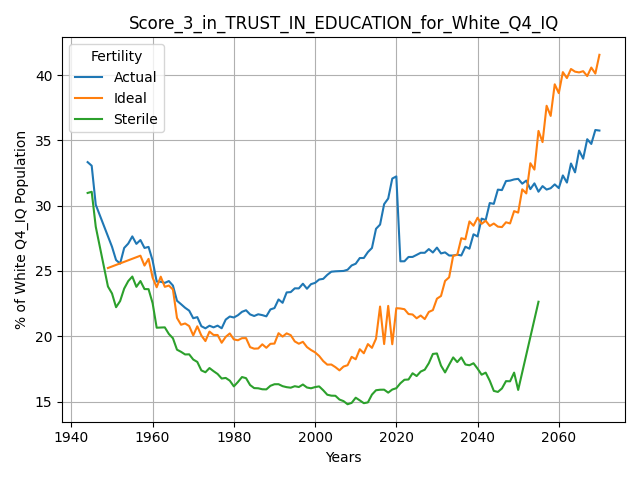 Score_3_in_TRUST_IN_EDUCATION_for_White_Q4_IQ
Fertility
Actual
Ideal
Sterile
% of White Q4_IQ Population
40
35
30
25
20
15
1940
1960
1980
2000
2020
2040
2060
Years